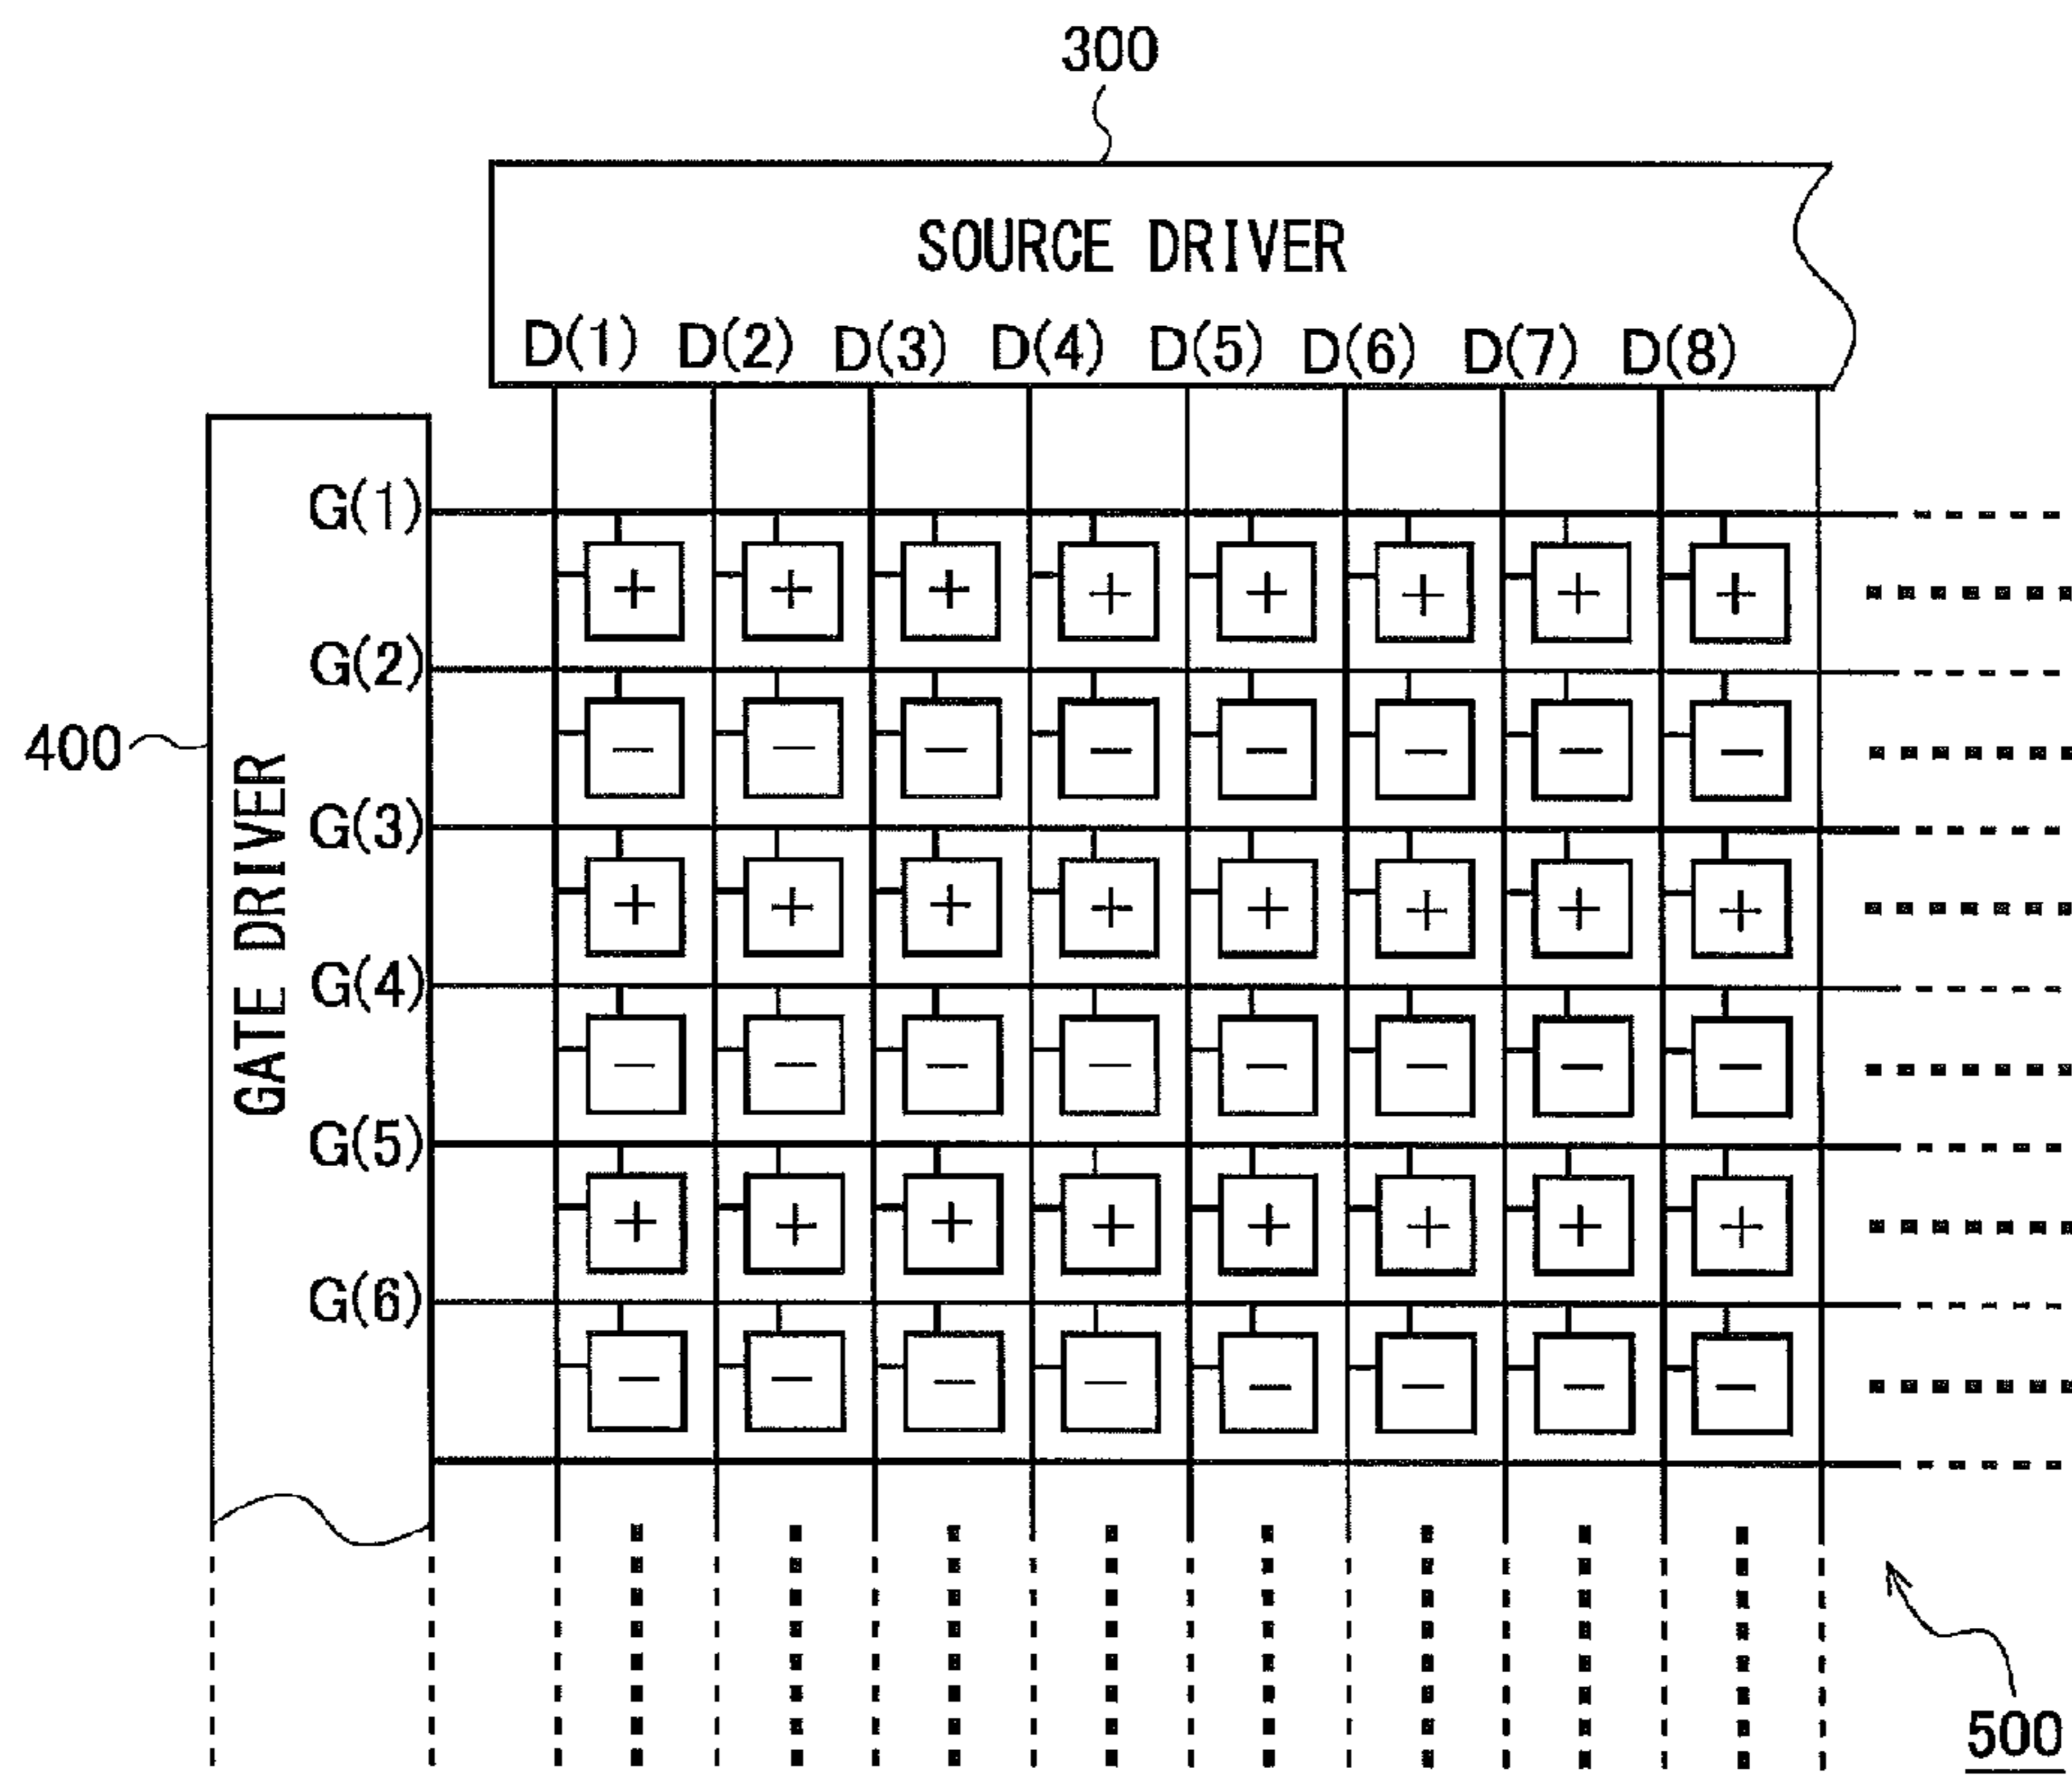 300
SOURCE DRIVER
D(1) D(2) D(3) D(4) D(5) D(6) D(7) D(8)
400
GATE DRIVER
G(1)
+ + + + + + + +
G(2)
− − − − − − − −
G(3)
+ + + + + + + +
G(4)
− − − − − − − −
G(5)
+ + + + + + + +
G(6)
− − − − − − − −
500